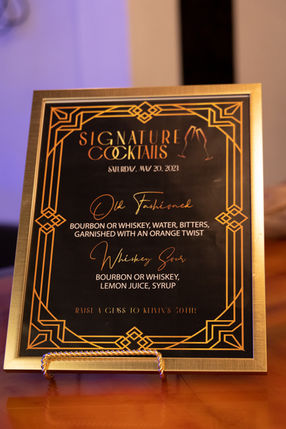 SIGNATURE
COCKTAILS
SATURDAY, MAY 20, 2023
Old Fashioned
BOURBON OR WHISKEY, WATER, BITTERS,
GARNISHED WITH AN ORANGE TWIST
Whiskey Sour
BOURBON OR WHISKEY,
LEMON JUICE, SYRUP
RAISE A GLASS TO KELVIN'S 50TH!